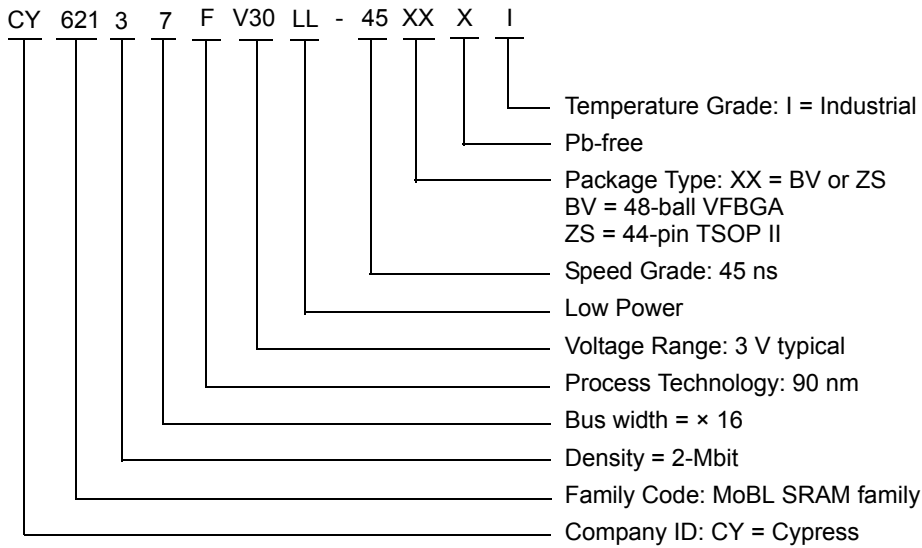 CY 621 3 7 F V30 LL - 45 XX X I
Temperature Grade: I = Industrial
Pb-free
Package Type: XX = BV or ZS
BV = 48-ball VFBGA
ZS = 44-pin TSOP II
Speed Grade: 45 ns
Low Power
Voltage Range: 3 V typical
Process Technology: 90 nm
Bus width = × 16
Density = 2-Mbit
Family Code: MoBL SRAM family
Company ID: CY = Cypress